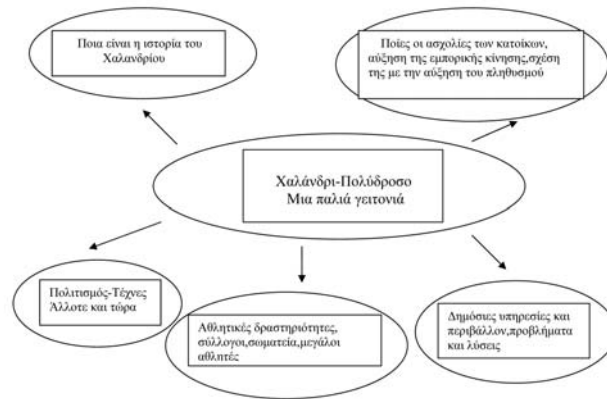 Ποια είναι η ιστορία του
Χαλανδρίου
Ποίες οι ασχολίες των κατοίκων,
αύξηση της εμπορικής κίνησης,σχέση
της με την αύξηση του πληθυσμού
Χαλάνδρι-Πολύδροσο
Μια παλιά γειτονιά
Πολιτισμός-Τέχνες
Άλλοτε και τώρα
Αθλητικές δραστηριότητες,
σύλλογοι,σωματεία,μεγάλοι
αθλητές
Δημόσιες υπηρεσίες και
περιβάλλον,προβλήματα
και λύσεις